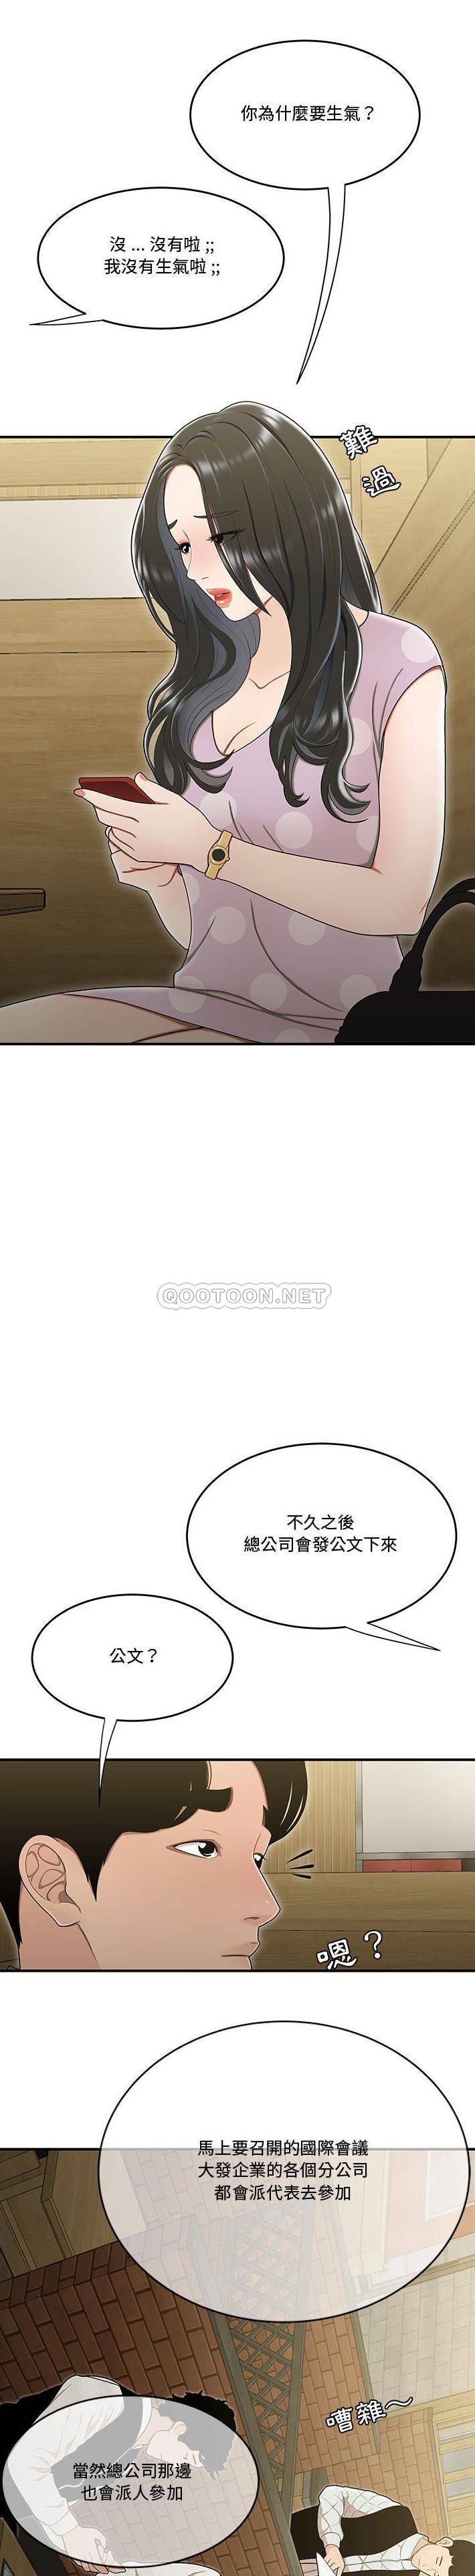 你為什麼要生氣？
沒 ... 沒有啦 ;;
我沒有生氣啦 ;;
難
過
QOOTOON.NET
不久之後
總公司會發公文下來
公文？
嗯？
馬上要召開的國際會議
大發企業的各個分公司
都會派代表去參加
嘈雜～
當然總公司那邊
也會派人參加